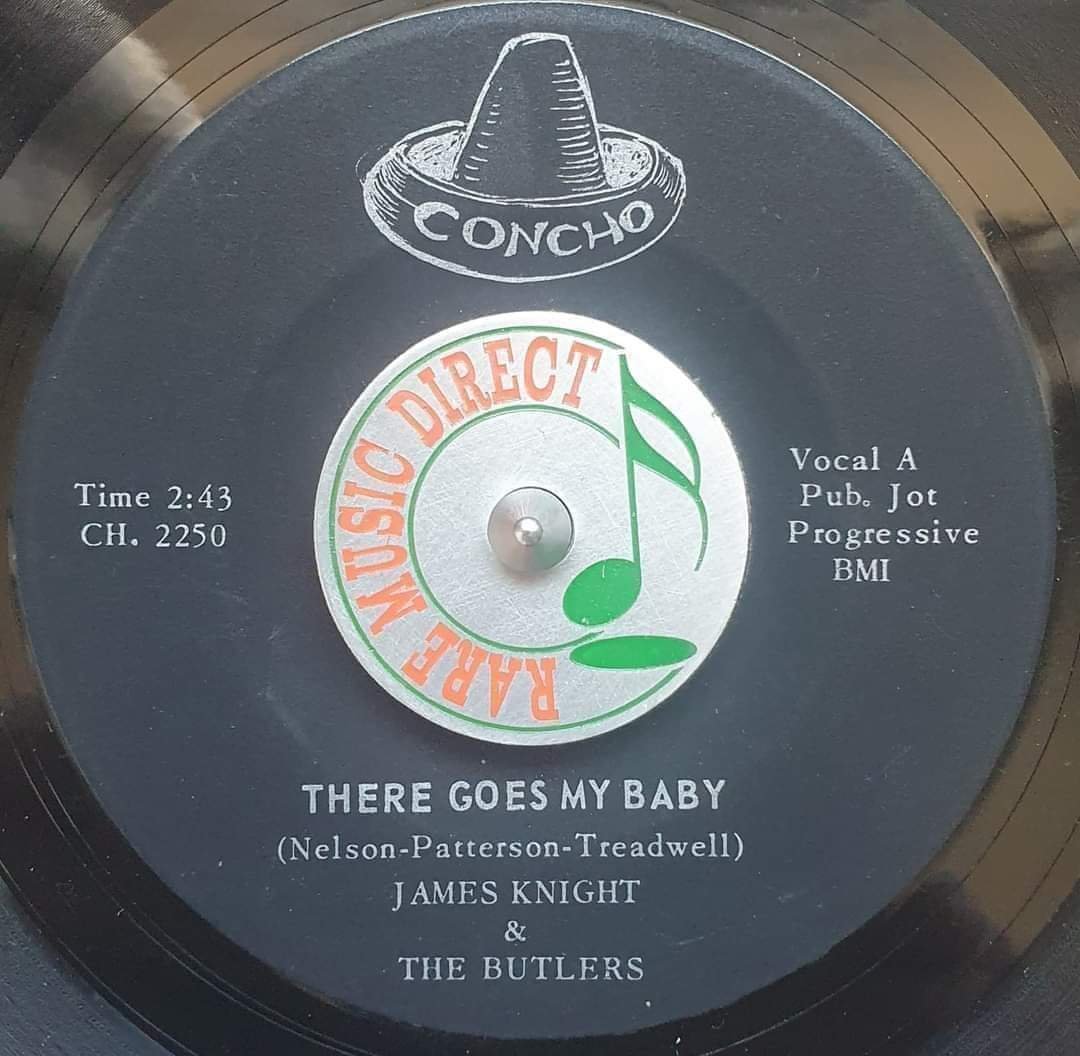 CONCHO
RARE MUSIC DIRECT
Time 2:43
CH. 2250
Vocal A
Pub. Jot
Progressive
BMI
THERE GOES MY BABY
(Nelson-Patterson-Treadwell)
JAMES KNIGHT
&
THE BUTLERS